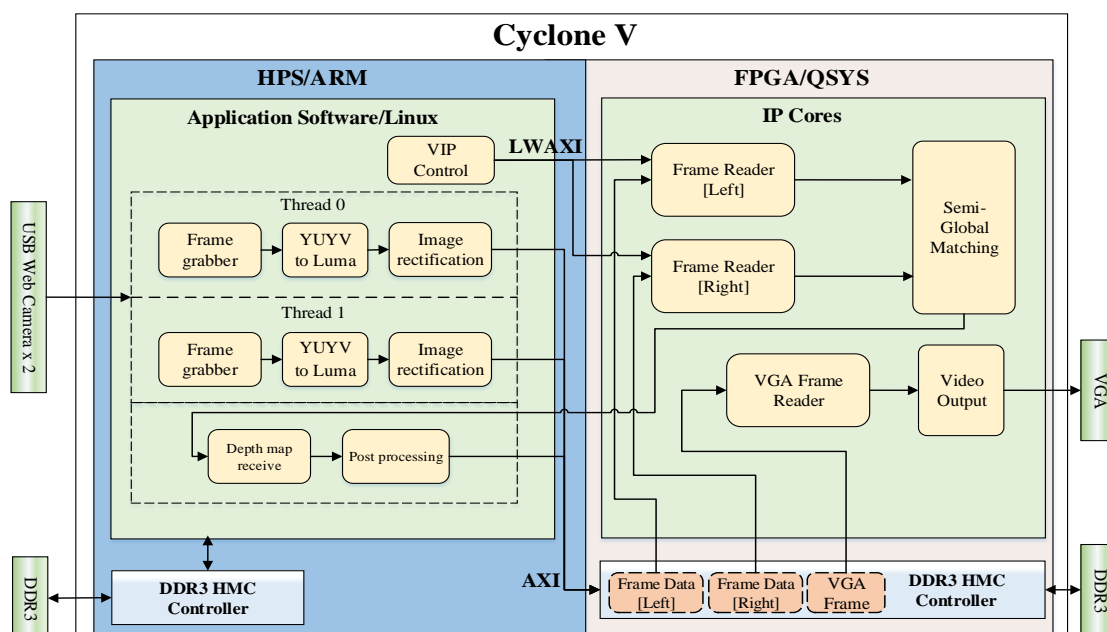 Cyclone V
HPS/ARM
FPGA/QSYS
Application Software/Linux
IP Cores
VIP
Control
LWAXI
Frame Reader
[Left]
Semi-
Global
Matching
Thread 0
Frame
grabber
YUYV
to Luma
Image
rectification
Frame Reader
[Right]
USB Web Camera x 2
Thread 1
Frame
grabber
YUYV
to Luma
Image
rectification
VGA Frame
Reader
Video
Output
VGA
Depth map
receive
Post processing
DDR3
DDR3 HMC
Controller
AXI
Frame Data
[Left]
Frame Data
[Right]
VGA
Frame
DDR3 HMC
Controller
DDR3